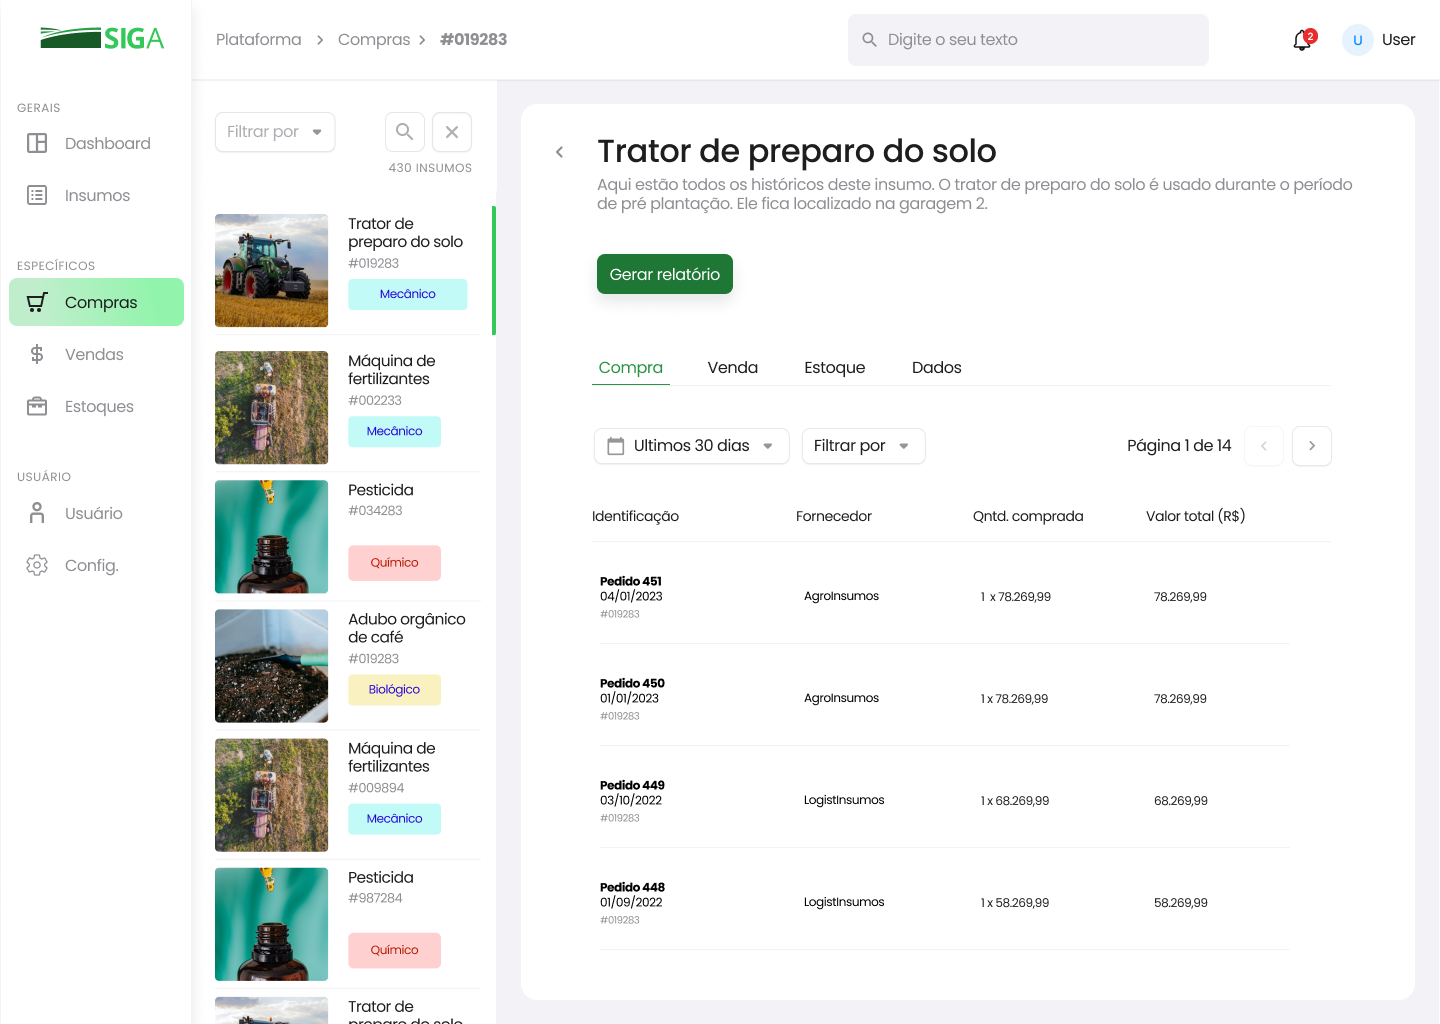 SIGA
Plataforma > Compras > #019283
Digite o seu texto
2
U
User
GERAIS
Dashboard
Insumos
ESPECÍFICOS
Compras
Vendas
Estoques
USUÁRIO
Usuário
Config.
Filtrar por
430 INSUMOS
Trator de
preparo do solo
#019283
Mecânico
Máquina de
fertilizantes
#002233
Mecânico
Pesticida
#034283
Químico
Adubo orgânico
de café
#019283
Biológico
Máquina de
fertilizantes
#009894
Mecânico
Pesticida
#987284
Químico
Trator de
preparo do solo
Trator de preparo do solo
Aqui estão todos os históricos deste insumo. O trator de preparo do solo é usado durante o período
de pré plantação. Ele fica localizado na garagem 2.
Gerar relatório
Compra Venda Estoque Dados
Ultimos 30 dias Filtrar por Página 1 de 14
Identificação Fornecedor Qntd. comprada Valor total (R$)
Pedido 451
04/01/2023 AgroInsumos 1 x 78.269,99 78.269,99
#019283
Pedido 450
01/01/2023 AgroInsumos 1 x 78.269,99 78.269,99
#019283
Pedido 449
03/10/2022 LogistInsumos 1 x 68.269,99 68.269,99
#019283
Pedido 448
01/09/2022 LogistInsumos 1 x 58.269,99 58.269,99
#019283